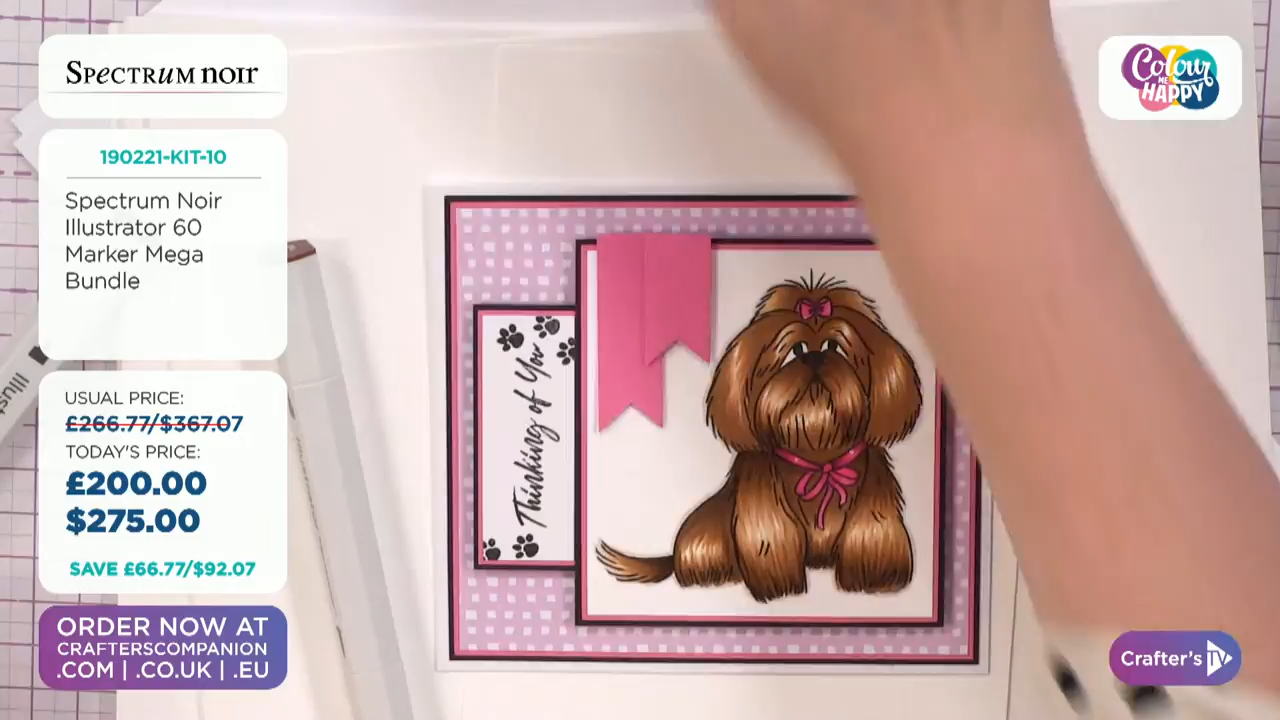 Spectrum noir
190221-KIT-10
Spectrum Noir
Illustrator 60
Marker Mega
Bundle
USUAL PRICE:
£266.77/$367.07
TODAY'S PRICE:
£200.00
$275.00
SAVE £66.77/$92.07
ORDER NOW AT
CRAFTERSCOMPANION
.COM | .CO.UK | .EU
Thinking of You
Colour
ME
HAPPY
Crafter's TV